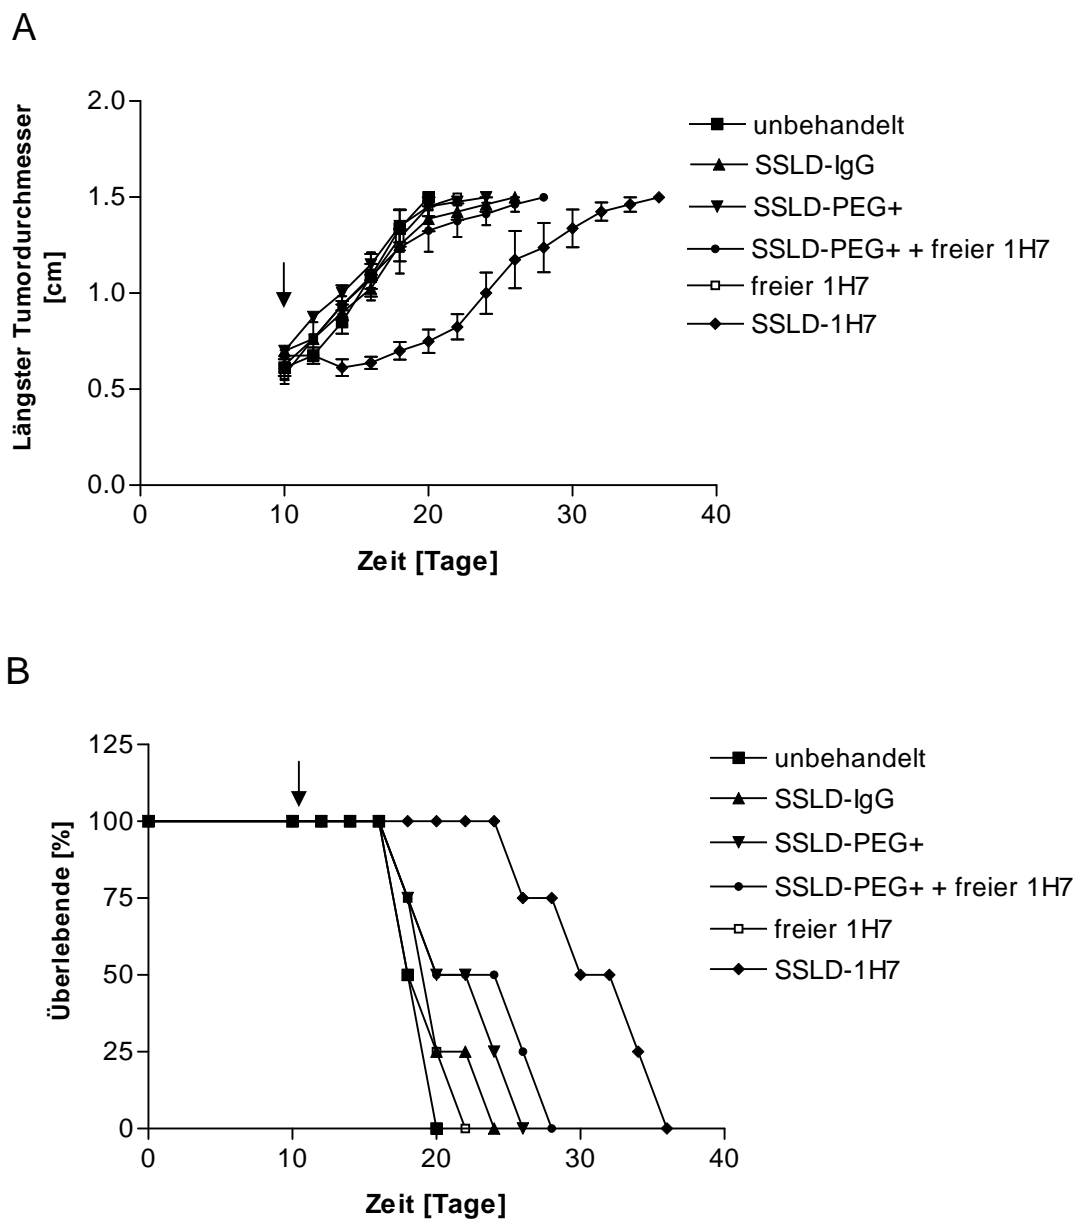 A
Längster Tumordurchmesser
[cm]
2.0
1.5
1.0
0.5
0.0
0
10
20
30
40
Zeit [Tage]
unbehandelt
SSLD-IgG
SSLD-PEG+
SSLD-PEG+ + freier 1H7
freier 1H7
SSLD-1H7
B
Überlebende [%]
125
100
75
50
25
0
0
10
20
30
40
Zeit [Tage]
unbehandelt
SSLD-IgG
SSLD-PEG+
SSLD-PEG+ + freier 1H7
freier 1H7
SSLD-1H7